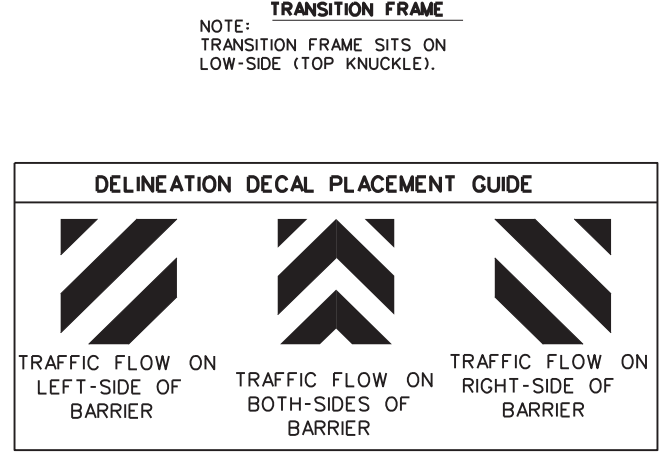 TRANSITION FRAME
NOTE:
TRANSITION FRAME SITS ON
LOW-SIDE (TOP KNUCKLE).
DELINEATION DECAL PLACEMENT GUIDE
TRAFFIC FLOW ON
LEFT-SIDE OF
BARRIER
TRAFFIC FLOW ON
BOTH-SIDES OF
BARRIER
TRAFFIC FLOW ON
RIGHT-SIDE OF
BARRIER